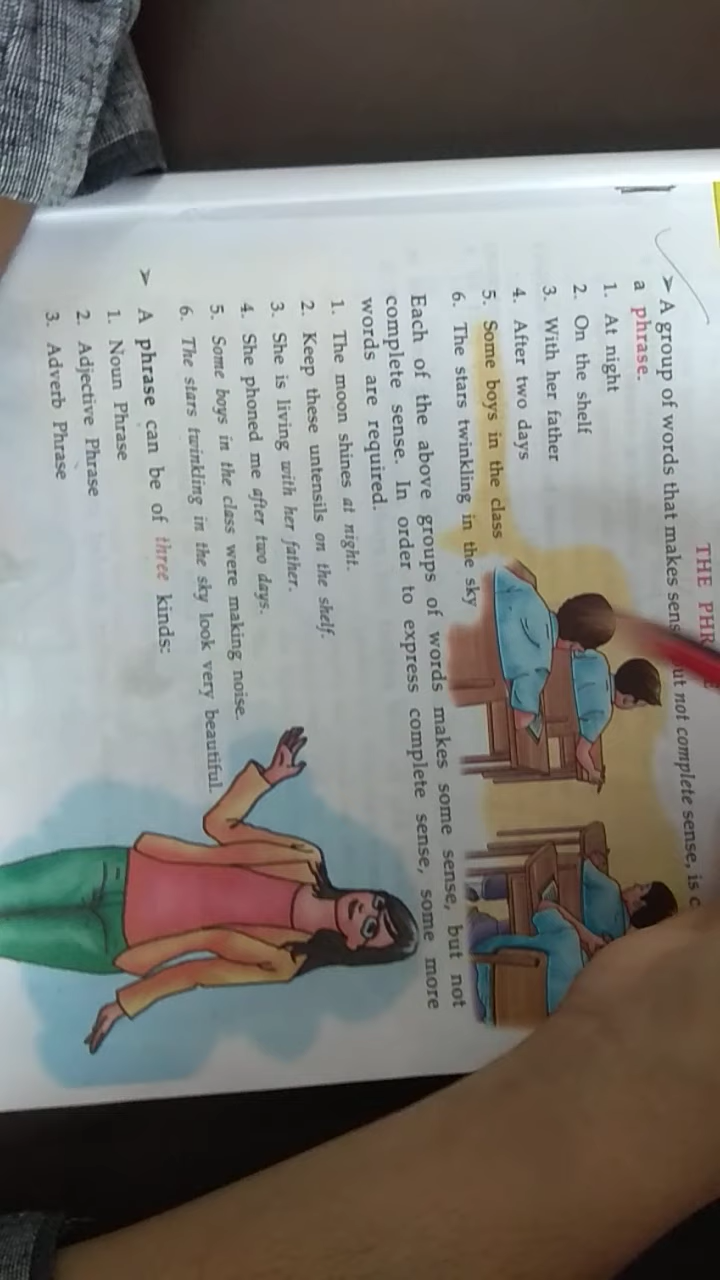 THE PHR
➤ A group of words that makes sens ut not complete sense, is
a phrase.
1. At night
2. On the shelf
3. With her father
4. After two days
5. Some boys in the class
6. The stars twinkling in the sky
Each of the above groups of words makes some sense, but not
complete sense. In order to express complete sense, some more
words are required.
1. The moon shines at night.
2. Keep these untensils on the shelf.
3. She is living with her father.
4. She phoned me after two days.
5. Some boys in the class were making noise.
6. The stars twinkling in the sky look very beautiful.
➤ A phrase can be of three kinds:
1. Noun Phrase
2. Adjective Phrase
3. Adverb Phrase